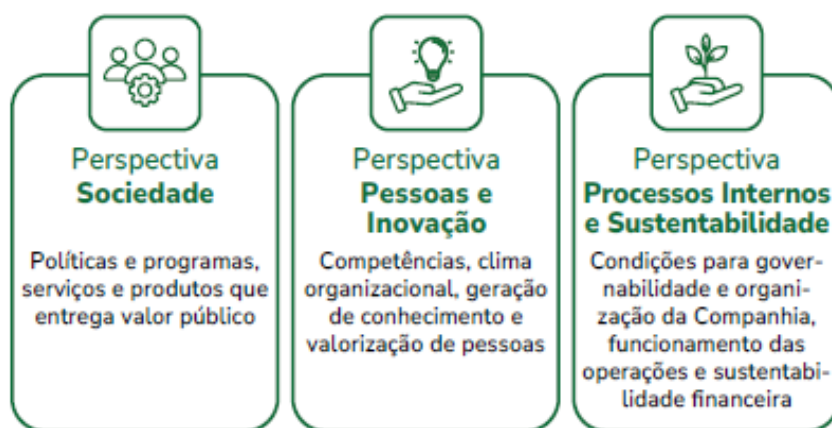 Perspectiva
Sociedade
Políticas e programas,
serviços e produtos que
entrega valor público
Perspectiva
Pessoas e
Inovação
Competências, clima
organizacional, geração
de conhecimento e
valorização de pessoas
Perspectiva
Processos Internos
e Sustentabilidade
Condições para gover-
nabilidade e organi-
zação da Companhia,
funcionamento das
operações e sustentabi-
lidade financeira